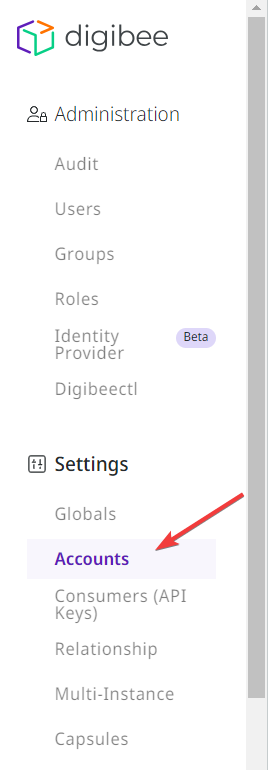 digibee
Administration
Audit
Users
Groups
Roles
Identity
Provider
Beta
Digibeectl
Settings
Globals
Accounts
Consumers (API
Keys)
Relationship
Multi-Instance
Capsules